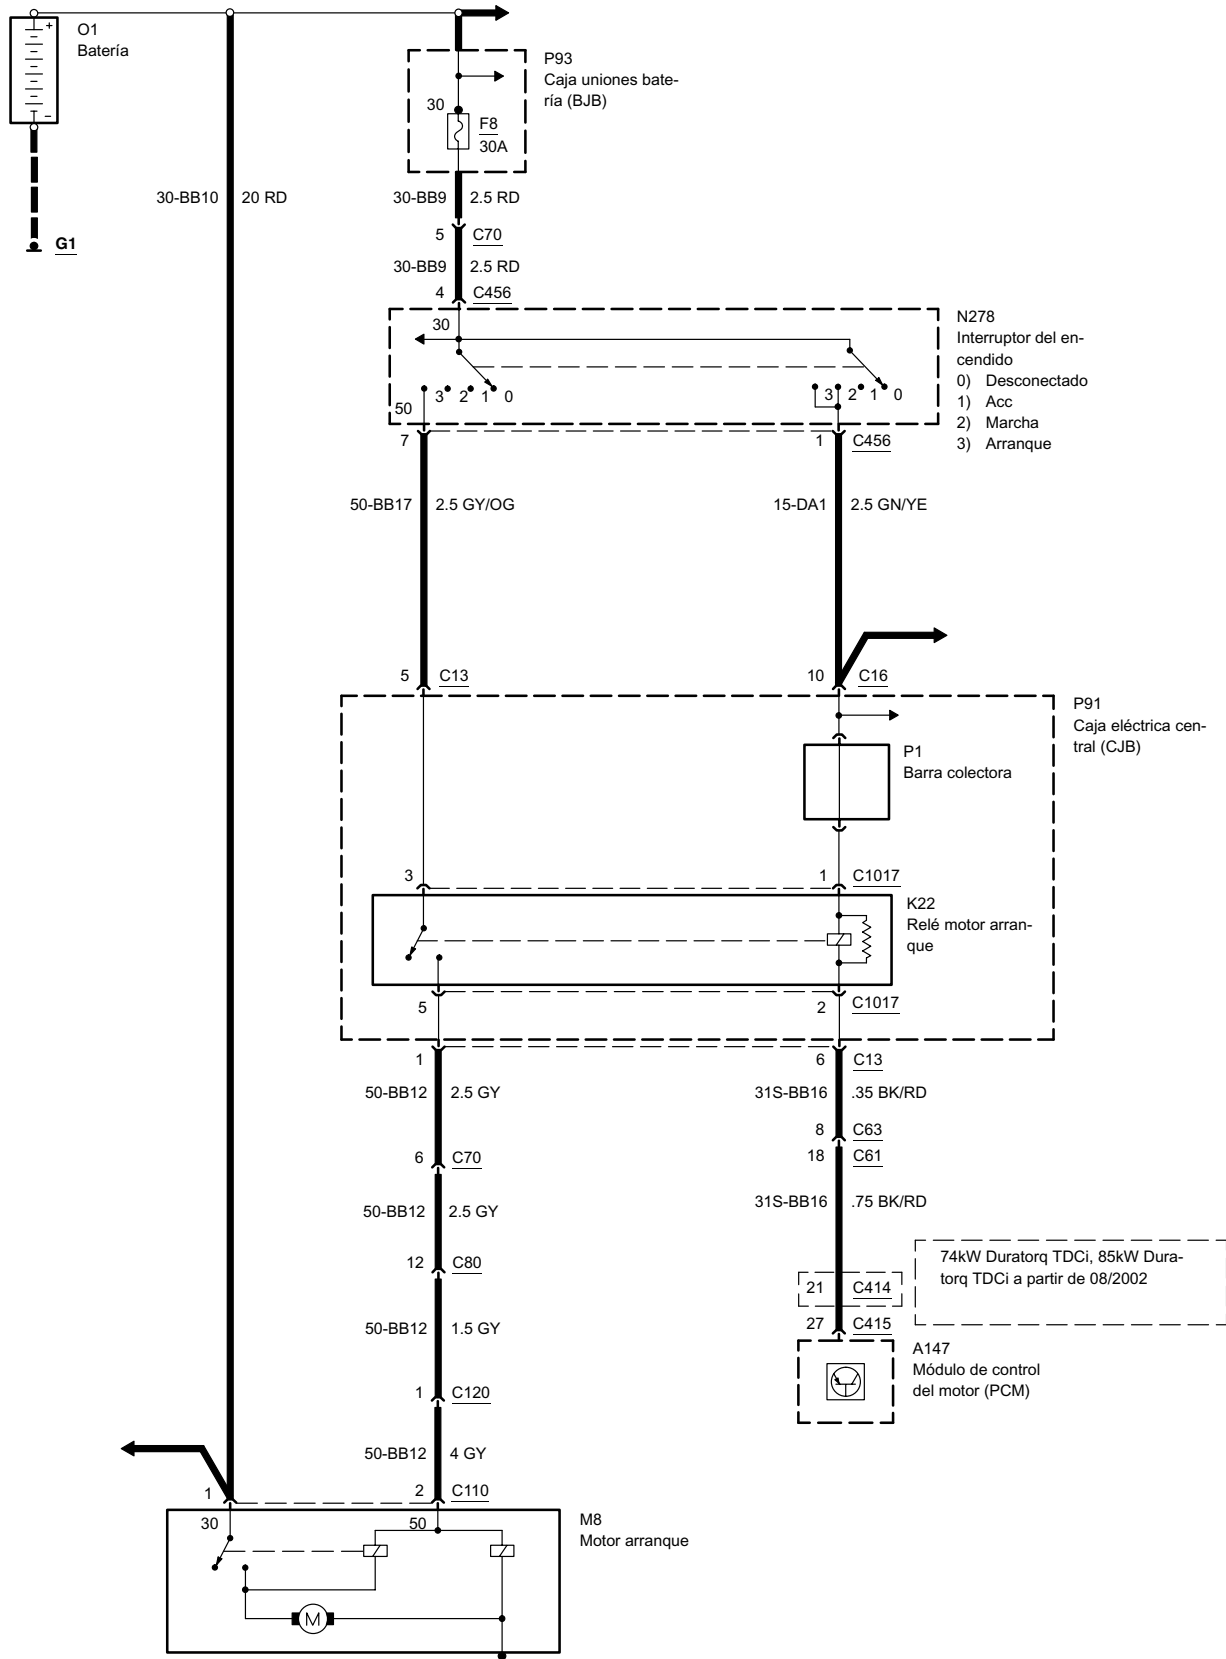 O1
Batería
+
−
G1
P93
Caja uniones bate-
ría (BJB)
30
F8
30A
30-BB10 20 RD
30-BB9 2.5 RD
5 C70
30-BB9 2.5 RD
4 C456
N278
Interruptor del en-
cendido
0) Desconectado
1) Acc
2) Marcha
3) Arranque
30
3 2 1 0
3 2 1 0
50
7
1 C456
50-BB17 2.5 GY/OG
15-DA1 2.5 GN/YE
5 C13
10 C16
P91
Caja eléctrica cen-
tral (CJB)
P1
Barra colectora
3
1 C1017
K22
Relé motor arran-
que
5
2 C1017
1
6 C13
50-BB12 2.5 GY
31S-BB16 .35 BK/RD
8 C63
6 C70
18 C61
50-BB12 2.5 GY
31S-BB16 .75 BK/RD
12 C80
74kW Duratorq TDCi, 85kW Dura-
torq TDCi a partir de 08/2002
21 C414
50-BB12 1.5 GY
27 C415
A147
Módulo de control
del motor (PCM)
1 C120
50-BB12 4 GY
1
2 C110
30
50
M8
Motor arranque
M